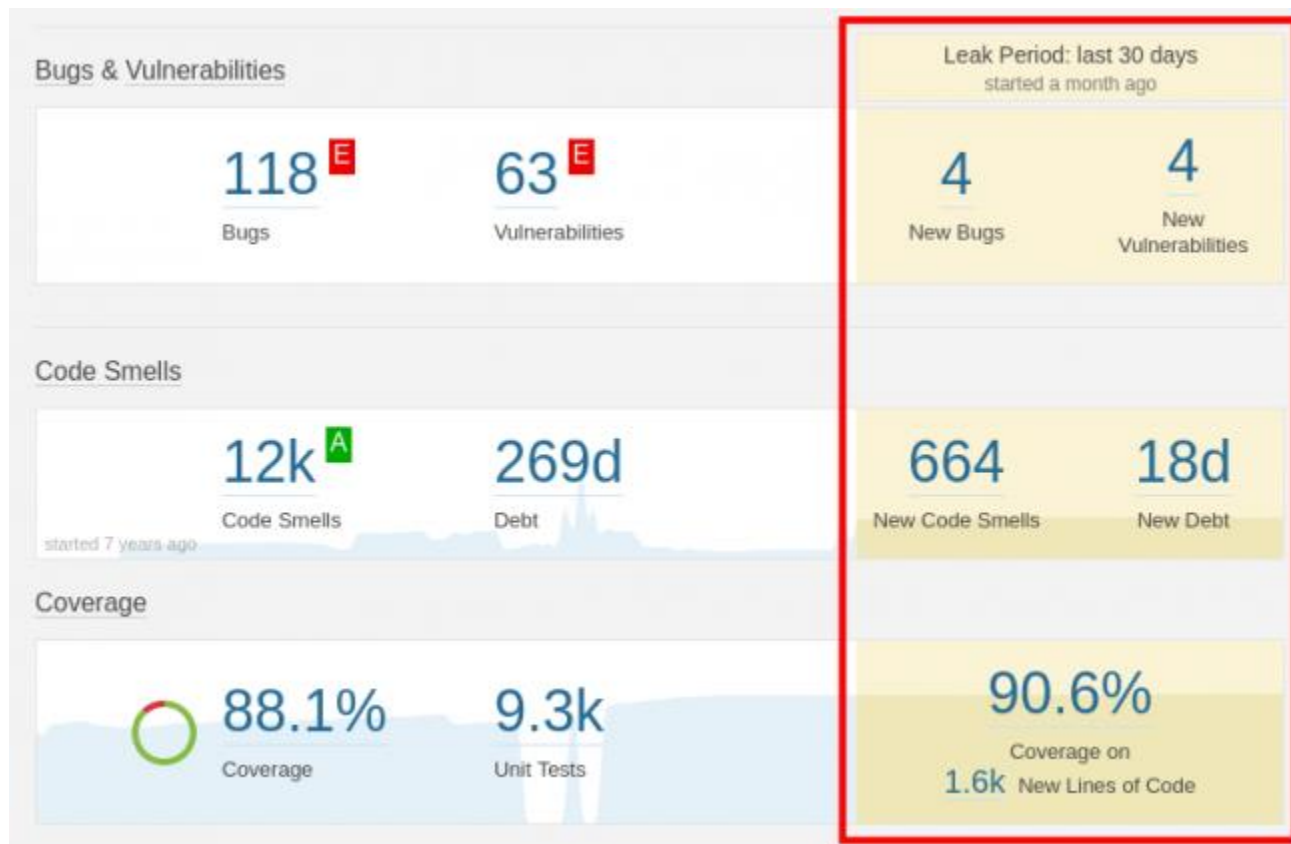 Bugs & Vulnerabilities
Leak Period: last 30 days
started a month ago
118 E
63 E
4
4
Bugs
Vulnerabilities
New Bugs
New
Vulnerabilities
Code Smells
12k A
269d
664
18d
Code Smells
Debt
New Code Smells
New Debt
started 7 years ago
Coverage
88.1%
9.3k
90.6%
Coverage
Unit Tests
Coverage on
1.6k New Lines of Code